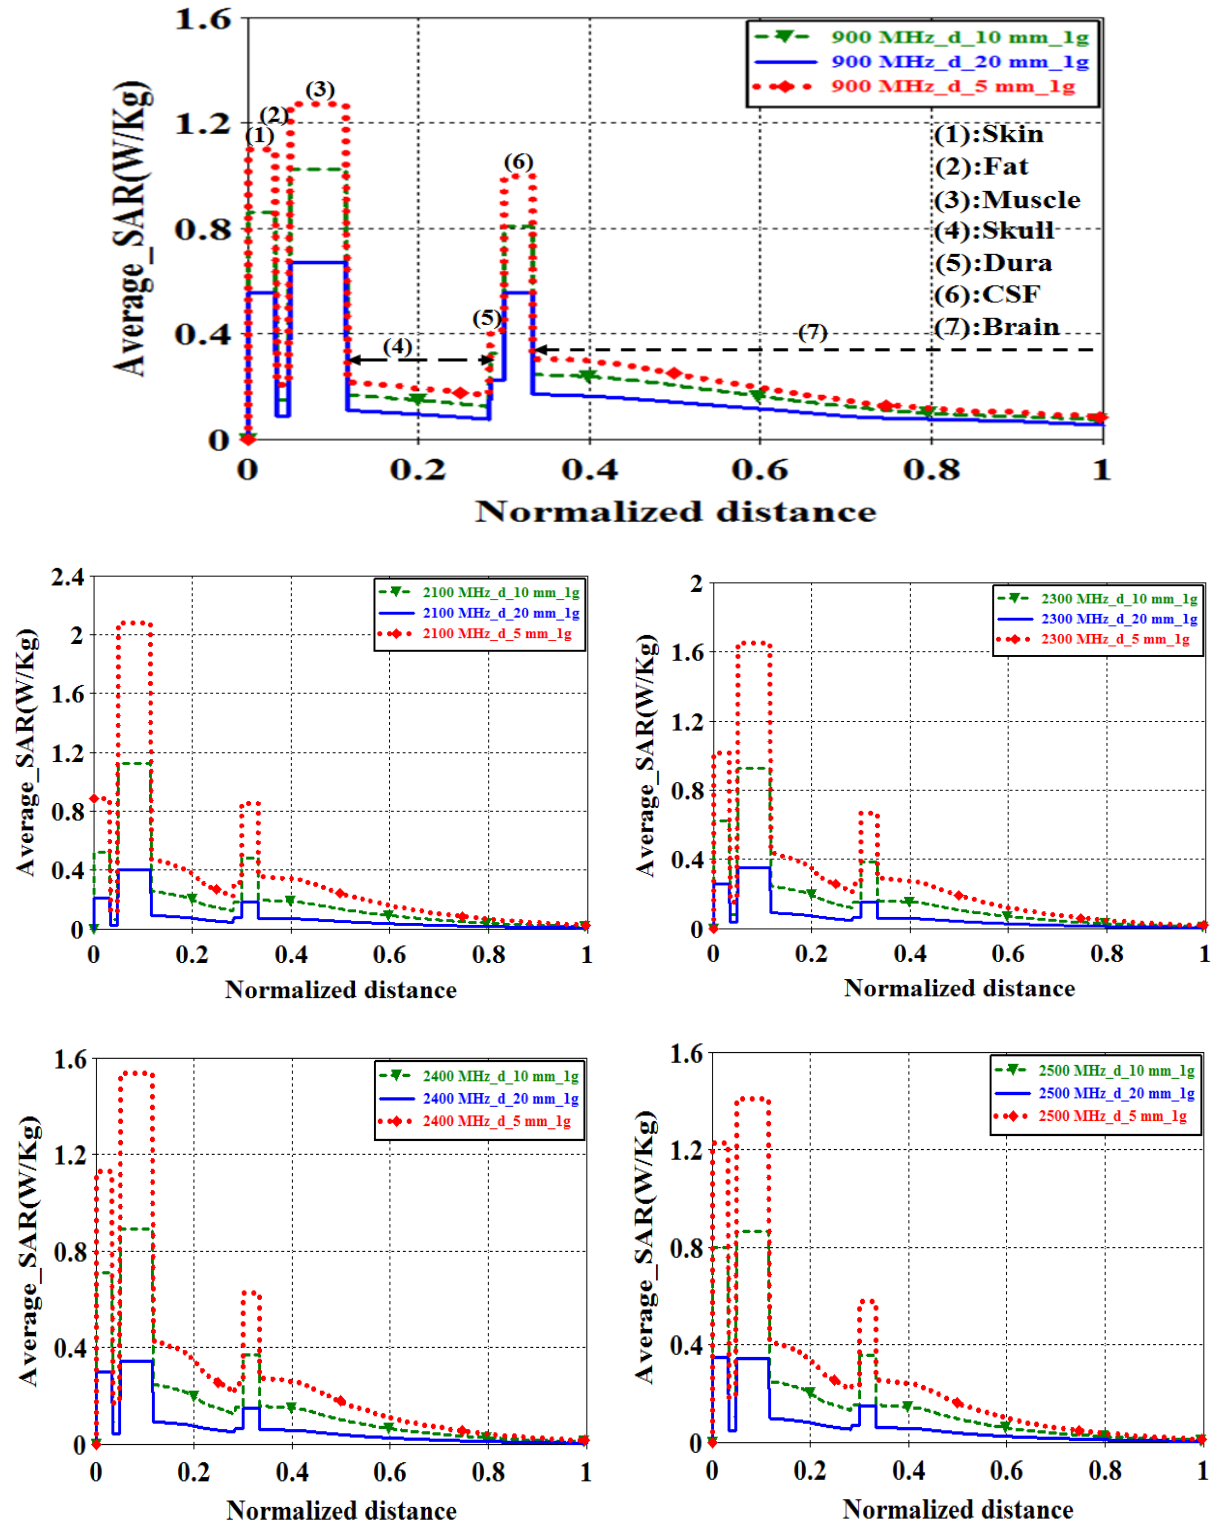 Average_SAR(W/Kg)
1.6
1.2
0.8
0.4
0
900 MHz_d_10 mm_1g
900 MHz_d_20 mm_1g
900 MHz_d_5 mm_1g
(1)
(2)
(3)
(4)
(5)
(6)
(7)
(1):Skin
(2):Fat
(3):Muscle
(4):Skull
(5):Dura
(6):CSF
(7):Brain
0 0.2 0.4 0.6 0.8 1
Normalized distance
Average_SAR(W/Kg)
2.4
2
1.6
1.2
0.8
0.4
0
2100 MHz_d_10 mm_1g
2100 MHz_d_20 mm_1g
2100 MHz_d_5 mm_1g
0 0.2 0.4 0.6 0.8 1
Normalized distance
Average_SAR(W/Kg)
2
1.6
1.2
0.8
0.4
0
2300 MHz_d_10 mm_1g
2300 MHz_d_20 mm_1g
2300 MHz_d_5 mm_1g
0 0.2 0.4 0.6 0.8 1
Normalized distance
Average_SAR(W/Kg)
1.6
1.2
0.8
0.4
0
2400 MHz_d_10 mm_1g
2400 MHz_d_20 mm_1g
2400 MHz_d_5 mm_1g
0 0.2 0.4 0.6 0.8 1
Normalized distance
Average_SAR(W/Kg)
1.6
1.2
0.8
0.4
0
2500 MHz_d_10 mm_1g
2500 MHz_d_20 mm_1g
2500 MHz_d_5 mm_1g
0 0.2 0.4 0.6 0.8 1
Normalized distance